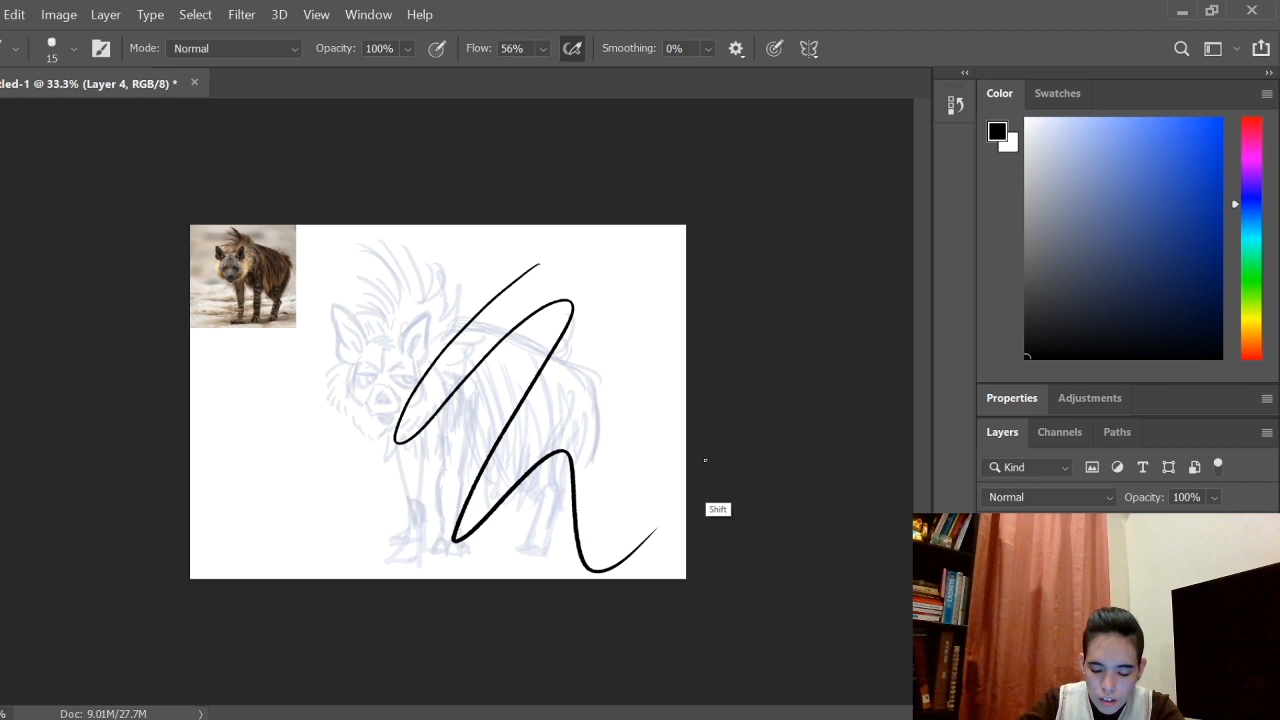 Edit Image Layer Type Select Filter 3D View Window Help
15 Mode: Normal Opacity: 100% Flow: 56% Smoothing: 0%
tled-1 @ 33.3% (Layer 4, RGB/8) *
Color Swatches
Properties Adjustments
Layers Channels Paths
Kind
Normal Opacity: 100%
Shift
% Doc: 9.01M/27.7M